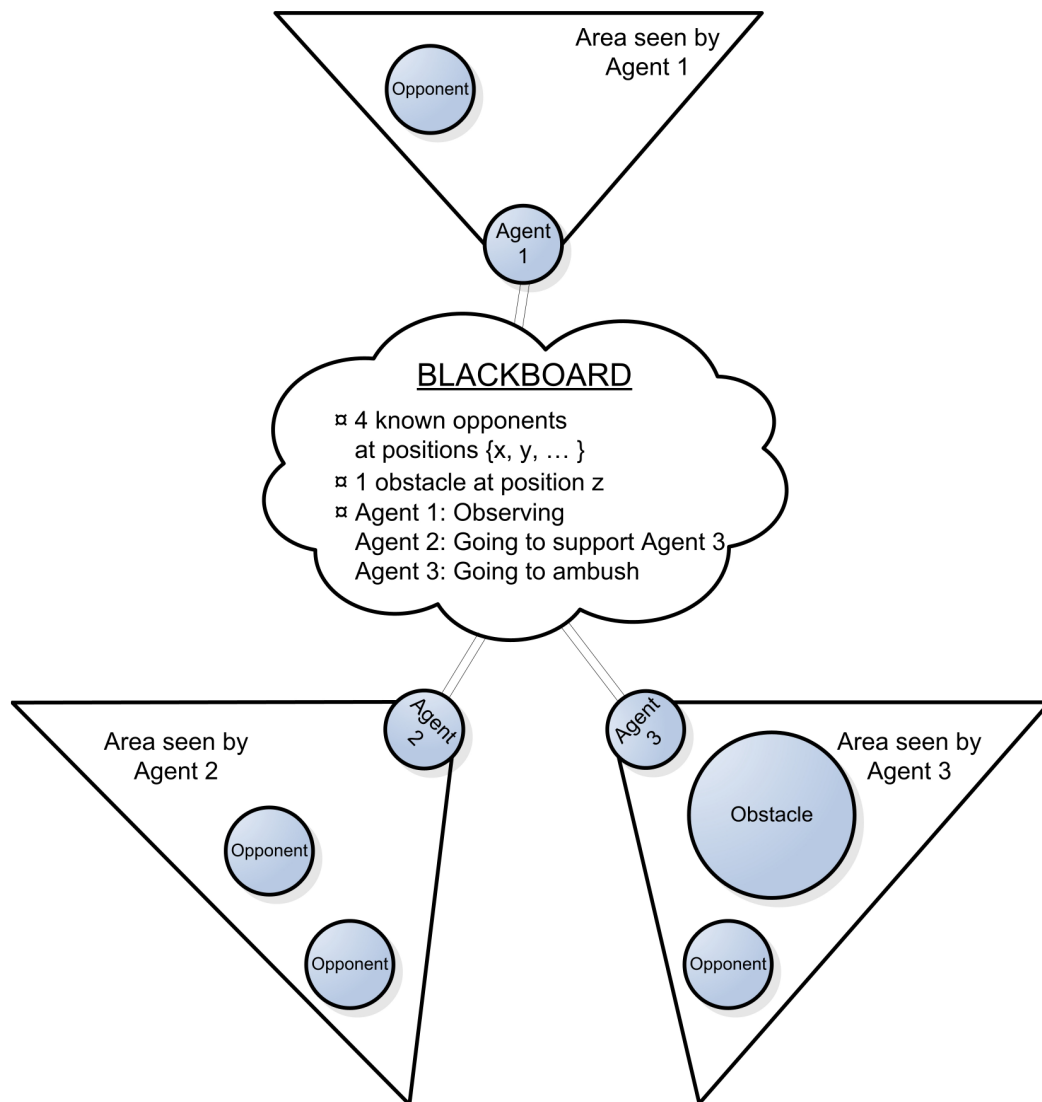 Area seen by
Agent 1
Opponent
Agent
1
BLACKBOARD
¤ 4 known opponents
at positions {x, y, … }
¤ 1 obstacle at position z
¤ Agent 1: Observing
Agent 2: Going to support Agent 3
Agent 3: Going to ambush
Agent
2
Area seen by
Agent 2
Opponent
Opponent
Agent
3
Area seen by
Agent 3
Obstacle
Opponent